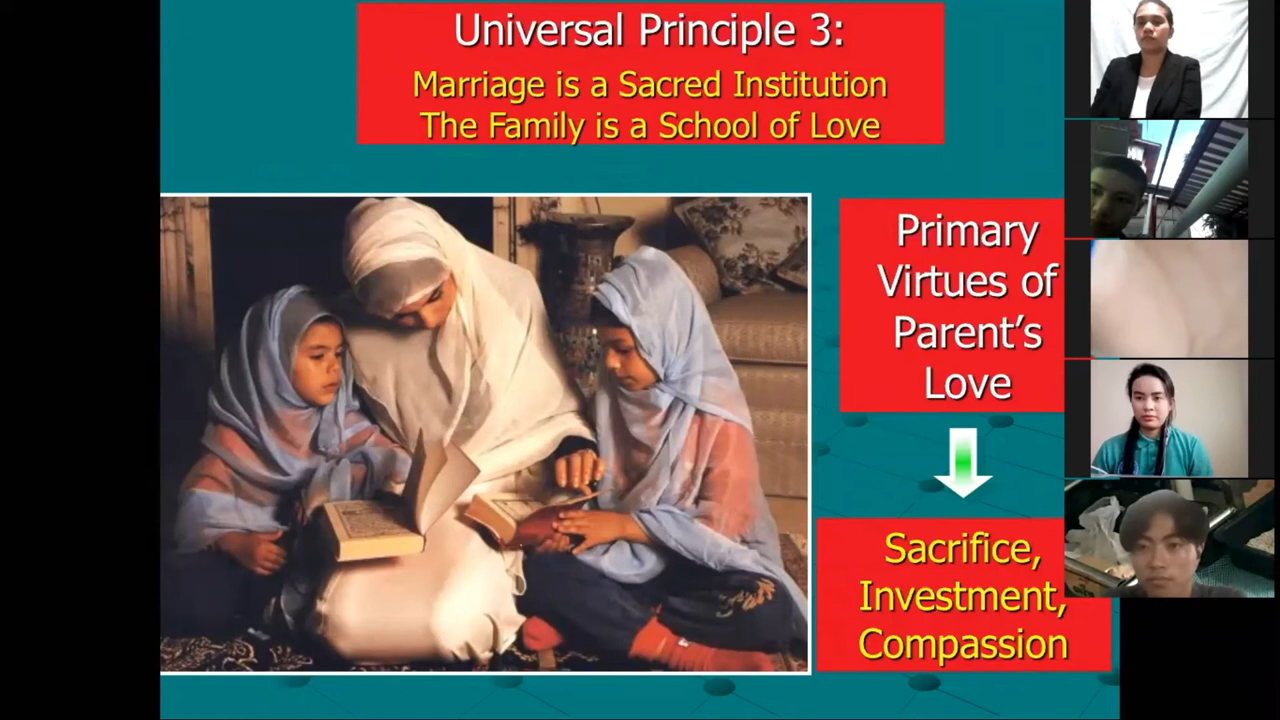 Universal Principle 3:
Marriage is a Sacred Institution
The Family is a School of Love
Primary
Virtues of
Parent's
Love
Sacrifice,
Investment,
Compassion